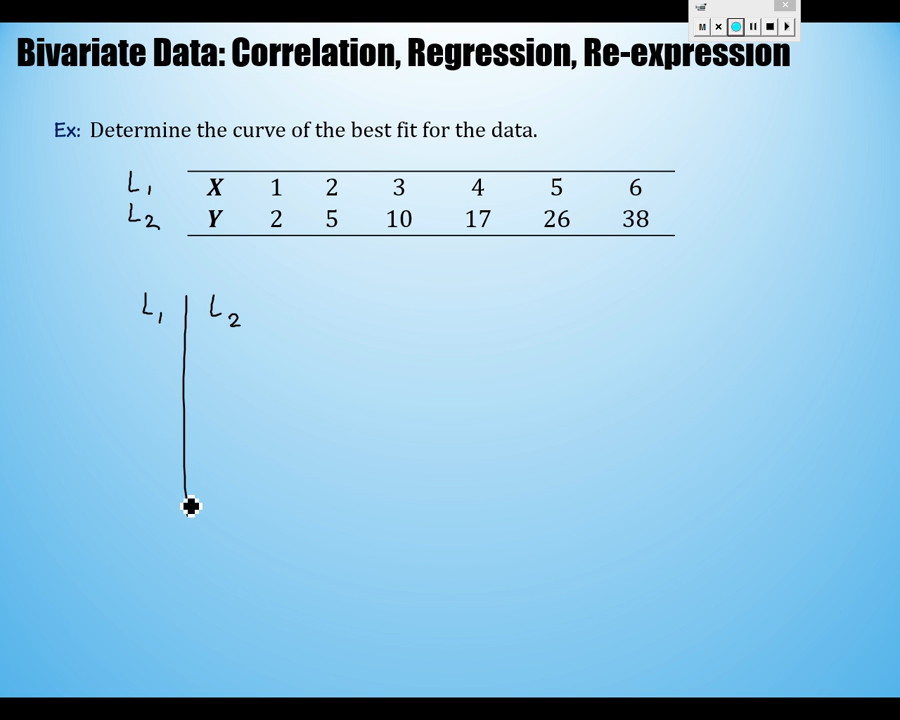 M
Bivariate Data: Correlation, Regression, Re-expression
Ex: Determine the curve of the best fit for the data.
L1 X 1 2 3 4 5 6
L2 Y 2 5 10 17 26 38
L1 L2